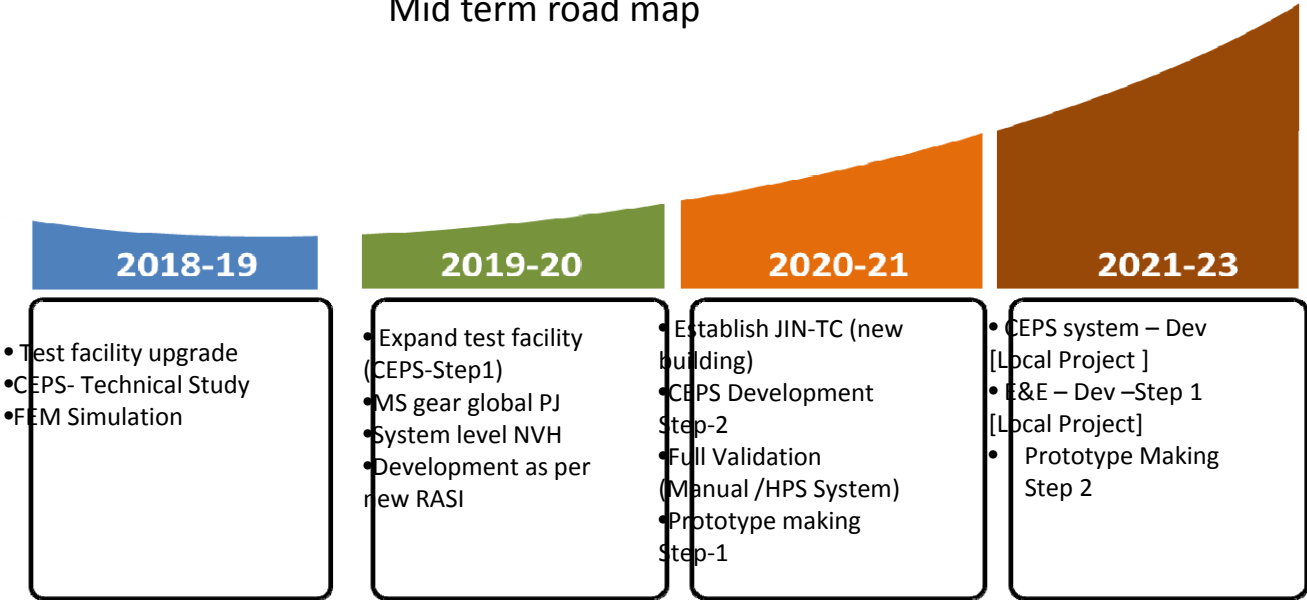 Mid term road map
2018-19
2019-20
2020-21
2021-23
• Test facility upgrade
•CEPS- Technical Study
•FEM Simulation
• Expand test facility
(CEPS-Step1)
•MS gear global PJ
•System level NVH
•Development as per
new RASI
• Establish JIN-TC (new
building)
•CEPS Development
Step-2
•Full Validation
(Manual /HPS System)
•Prototype making
Step-1
• CEPS system – Dev
[Local Project ]
• E&E – Dev –Step 1
[Local Project]
• Prototype Making
Step 2